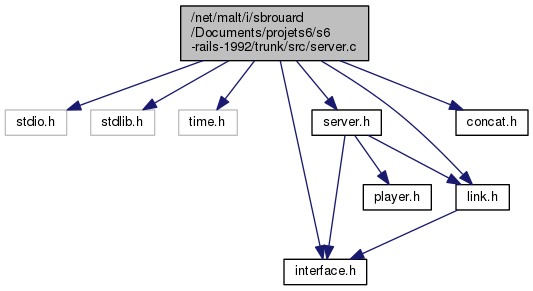 /net/malt/i/sbrouard
/Documents/projets6/s6
-rails-1992/trunk/src/server.c
stdio.h
stdlib.h
time.h
server.h
concat.h
player.h
link.h
interface.h